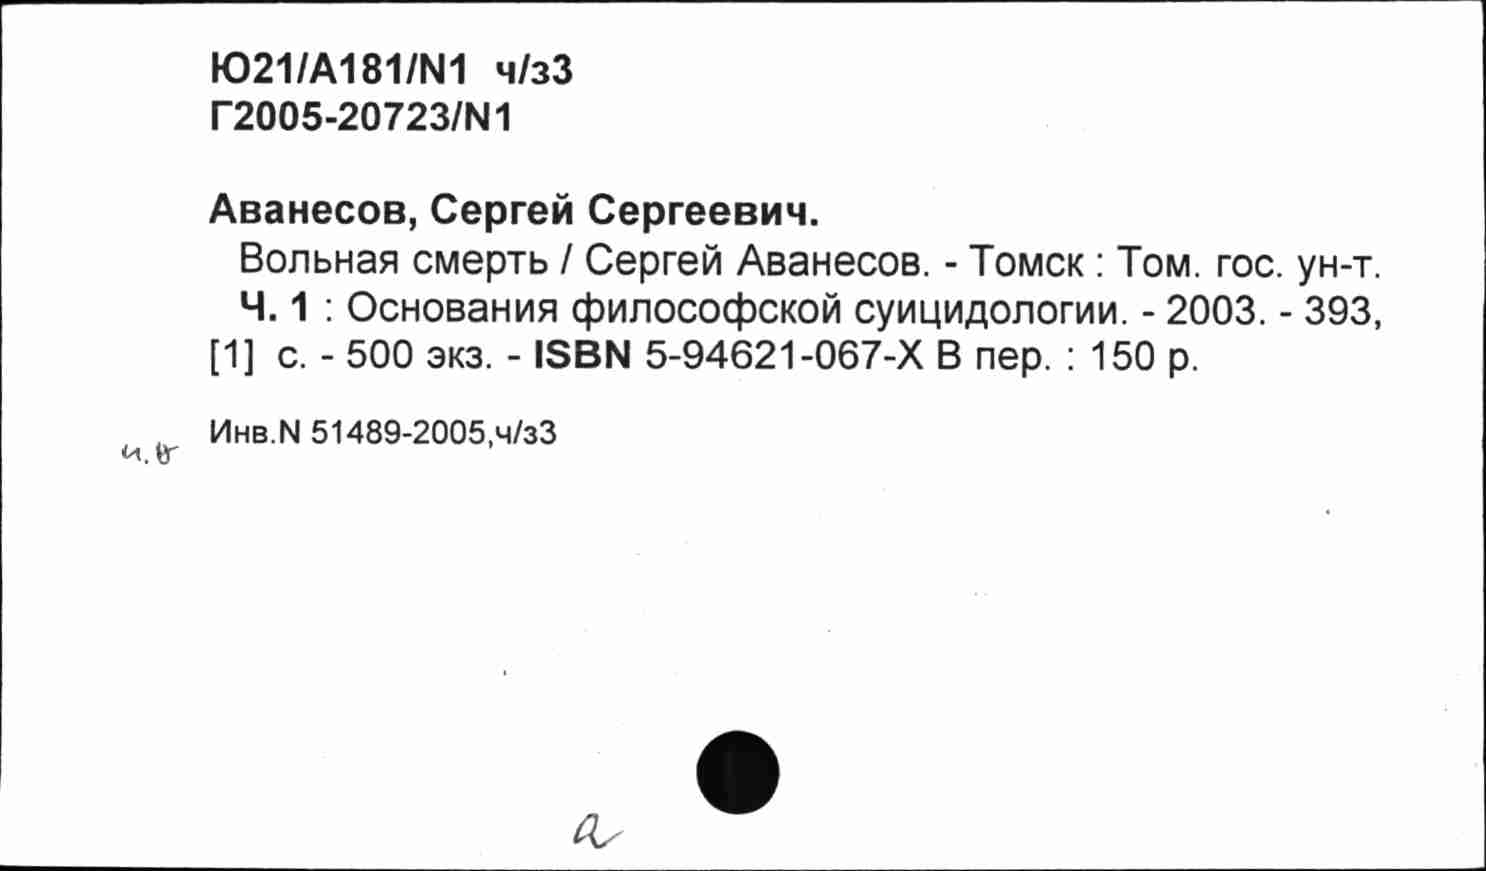 Ю21/А181/N1 ч/з3
Г2005-20723/N1
Аванесов, Сергей Сергеевич.
Вольная смерть / Сергей Аванесов. - Томск : Том. гос. ун-т.
Ч. 1 : Основания философской суицидологии. - 2003. - 393,
[1] с. - 500 экз. - ISBN 5-94621-067-X В пер. : 150 р.
Инв.N 51489-2005,ч/з3
а